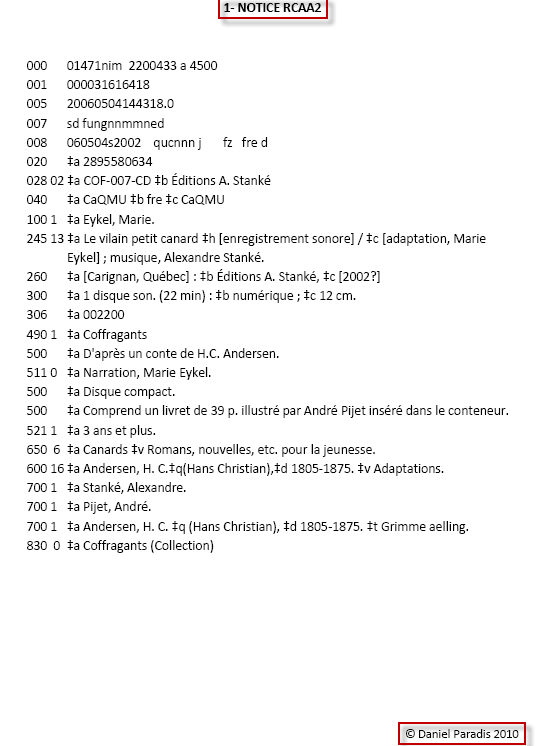 1- NOTICE RCAA2
000 01471nim 2200433 a 4500
001 000031616418
005 20060504144318.0
007 sd fungnnmmned
008 060504s2002 qucnnn j fz fre d
020 ‡a 2895580634
028 02 ‡a COF-007-CD ‡b Éditions A. Stanké
040 ‡a CaQMU ‡b fre ‡c CaQMU
100 1 ‡a Eykel, Marie.
245 13 ‡a Le vilain petit canard ‡h [enregistrement sonore] / ‡c [adaptation, Marie
Eykel] ; musique, Alexandre Stanké.
260 ‡a [Carignan, Québec] : ‡b Éditions A. Stanké, ‡c [2002?]
300 ‡a 1 disque son. (22 min) : ‡b numérique ; ‡c 12 cm.
306 ‡a 002200
490 1 ‡a Coffragants
500 ‡a D'après un conte de H.C. Andersen.
511 0 ‡a Narration, Marie Eykel.
500 ‡a Disque compact.
500 ‡a Comprend un livret de 39 p. illustré par André Pijet inséré dans le conteneur.
521 1 ‡a 3 ans et plus.
650 6 ‡a Canards ‡v Romans, nouvelles, etc. pour la jeunesse.
600 16 ‡a Andersen, H. C.‡q(Hans Christian),‡d 1805-1875. ‡v Adaptations.
700 1 ‡a Stanké, Alexandre.
700 1 ‡a Pijet, André.
700 1 ‡a Andersen, H. C. ‡q (Hans Christian), ‡d 1805-1875. ‡t Grimme aelling.
830 0 ‡a Coffragants (Collection)
© Daniel Paradis 2010